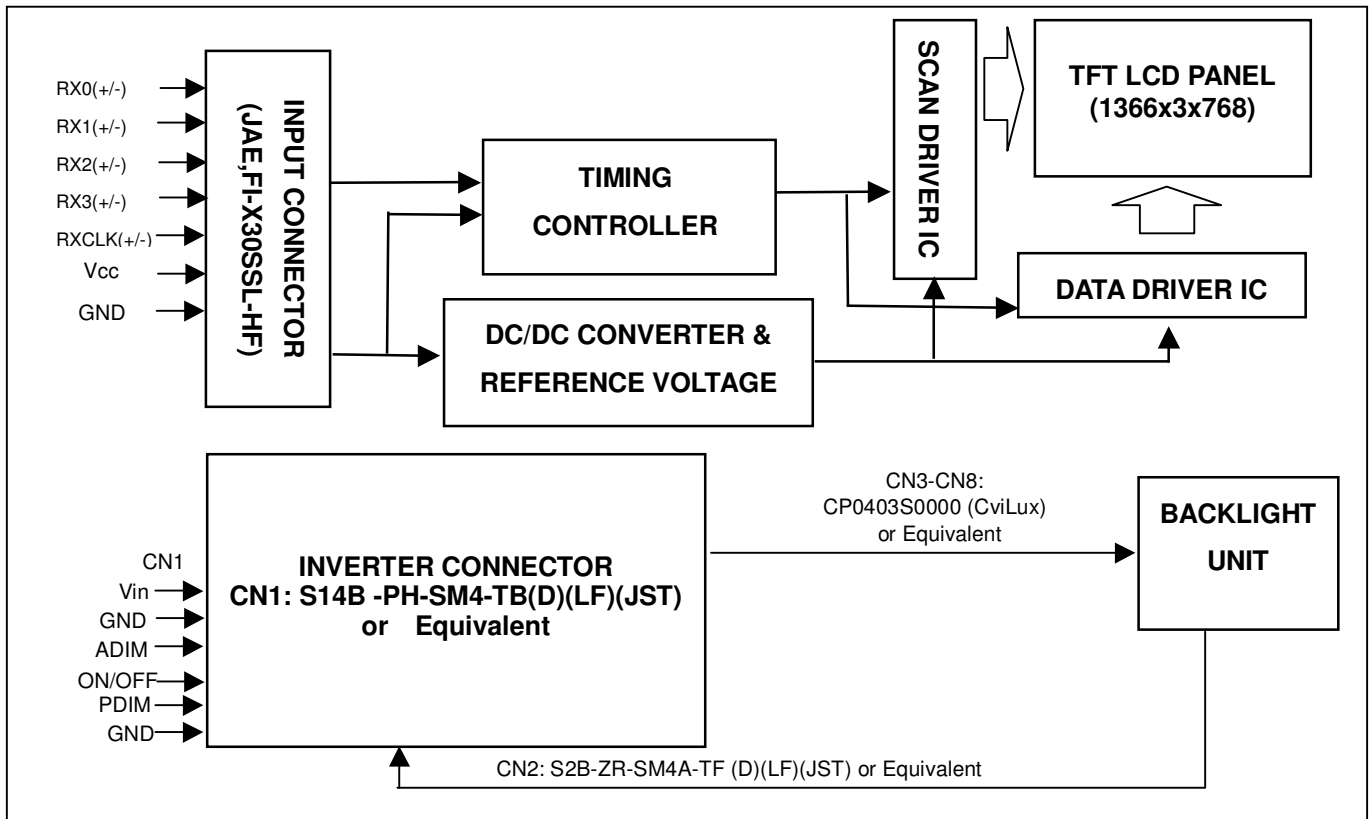 RX0(+/-)
RX1(+/-)
RX2(+/-)
RX3(+/-)
RXCLK(+/-)
Vcc
GND
INPUT CONNECTOR
(JAE,FI-X30SSL-HF)
TIMING
CONTROLLER
DC/DC CONVERTER &
REFERENCE VOLTAGE
SCAN DRIVER IC
TFT LCD PANEL
(1366x3x768)
DATA DRIVER IC
CN1
Vin
GND
ADIM
ON/OFF
PDIM
GND
INVERTER CONNECTOR
CN1: S14B -PH-SM4-TB(D)(LF)(JST)
or Equivalent
CN3-CN8:
CP0403S0000 (CviLux)
or Equivalent
BACKLIGHT
UNIT
CN2: S2B-ZR-SM4A-TF (D)(LF)(JST) or Equivalent